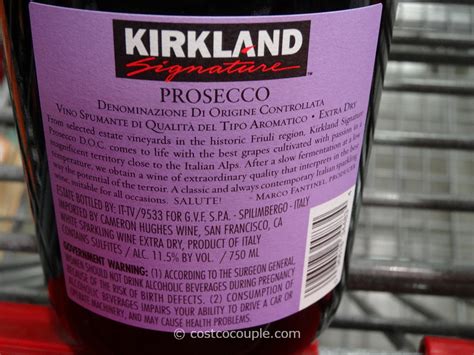 KIRKLAND
Signature™
PROSECCO
DENOMINAZIONE DI ORIGINE CONTROLLATA
VINO SPUMANTE DI QUALITÀ DEL TIPO AROMATICO • EXTRA DRY
From selected estate vineyards in the historic Friuli region, Kirkland Signature
Prosecco D.O.C. comes to life with the best grapes cultivated with passion in a
magnificent territory close to the Italian Alps. After a slow fermentation at low
temperature, we obtain a wine of extraordinary quality that interprets in the best
way the potential of the terroir. A classic and always contemporary Italian sparkling
wine, suitable for all occasions. SALUTE! - MARCO FANTINEL PRODUCER
ESTATE BOTTLED BY: IT-TV/9533 FOR G.V.F. S.P.A. - SPILIMBERGO - ITALY
IMPORTED BY CAMERON HUGHES WINE, SAN FRANCISCO, CA
WHITE SPARKLING WINE EXTRA DRY, PRODUCT OF ITALY
CONTAINS SULFITES / ALC. 11.5% BY VOL. / 750 ML
GOVERNMENT WARNING: (1) ACCORDING TO THE SURGEON GENERAL,
WOMEN SHOULD NOT DRINK ALCOHOLIC BEVERAGES DURING PREGNANCY
BECAUSE OF THE RISK OF BIRTH DEFECTS. (2) CONSUMPTION OF
ALCOHOLIC BEVERAGES IMPAIRS YOUR ABILITY TO DRIVE A CAR OR
OPERATE MACHINERY, AND MAY CAUSE HEALTH PROBLEMS.
© costcocouple.com